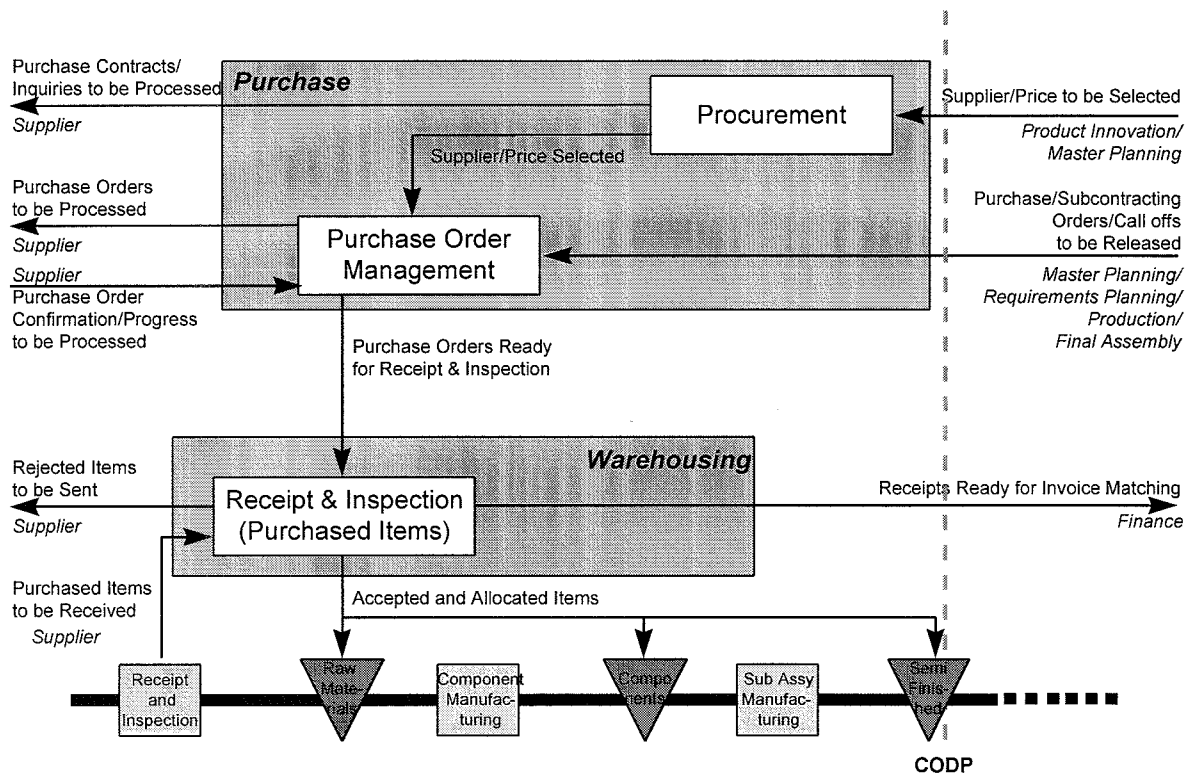 Purchase Contracts/
Inquiries to be Processed
Supplier
Purchase
Procurement
Supplier/Price to be Selected
Product Innovation/
Master Planning
Supplier/Price Selected
Purchase Orders
to be Processed
Supplier
Supplier
Purchase Order
Confirmation/Progress
to be Processed
Purchase Order
Management
Purchase/Subcontracting
Orders/Call offs
to be Released
Master Planning/
Requirements Planning/
Production/
Final Assembly
Purchase Orders Ready
for Receipt & Inspection
Warehousing
Rejected Items
to be Sent
Supplier
Receipt & Inspection
(Purchased Items)
Receipts Ready for Invoice Matching
Finance
Purchased Items
to be Received
Supplier
Accepted and Allocated Items
Receipt
and
Inspection
Raw
Mate-
rials
Component
Manufac-
turing
Compo
nents
Sub Assy
Manufac-
turing
Semi
Finis-
hed
CODP